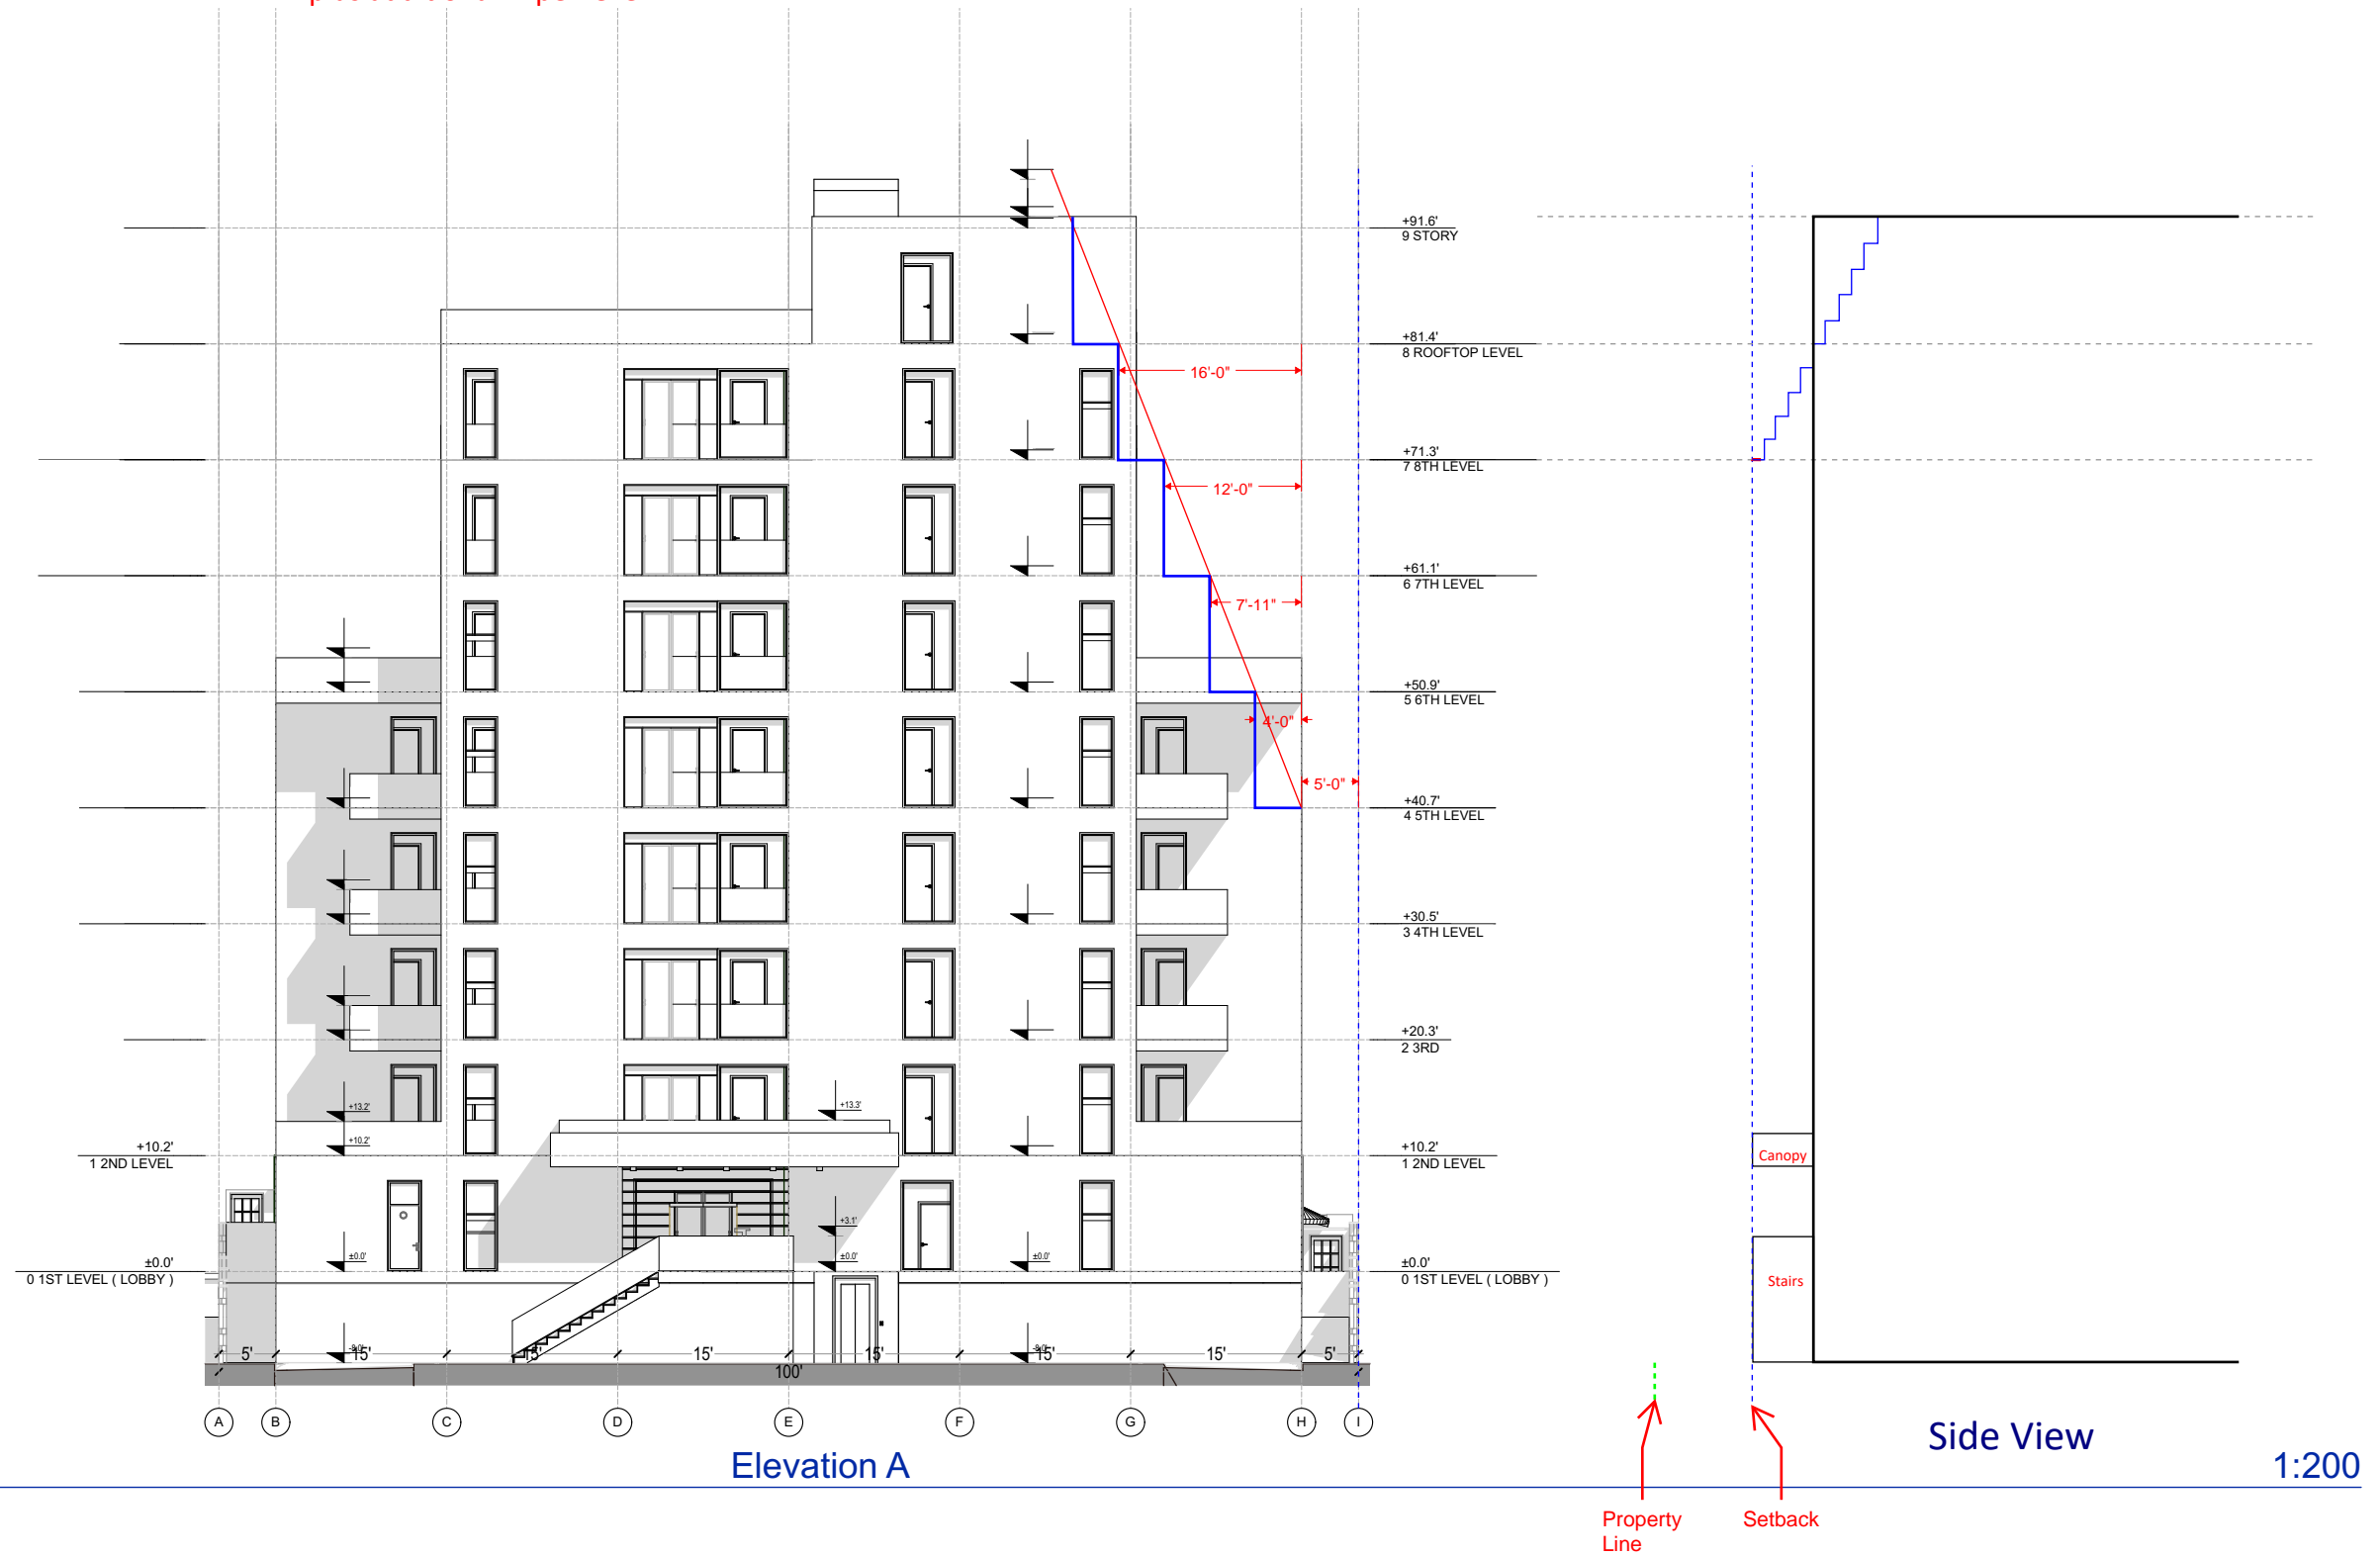 +91.6'
9 STORY
+81.4'
8 ROOFTOP LEVEL
16'-0"
+71.3'
7 8TH LEVEL
12'-0"
+61.1'
6 7TH LEVEL
7'-11"
+50.9'
5 6TH LEVEL
4'-0"
5'-0"
+40.7'
4 5TH LEVEL
+30.5'
3 4TH LEVEL
+20.3'
2 3RD
+13.2'
+13.3'
+10.2'
1 2ND LEVEL
+10.2'
+10.2'
1 2ND LEVEL
Canopy
+3.1'
±0.0'
0 1ST LEVEL ( LOBBY )
±0.0'
±0.0'
±0.0'
±0.0'
0 1ST LEVEL ( LOBBY )
Stairs
5'
15'
15'
15'
15'
15'
15'
5'
100'
A
B
C
D
E
F
G
H
I
Elevation A
Side View
1:200
Property
Line
Setback